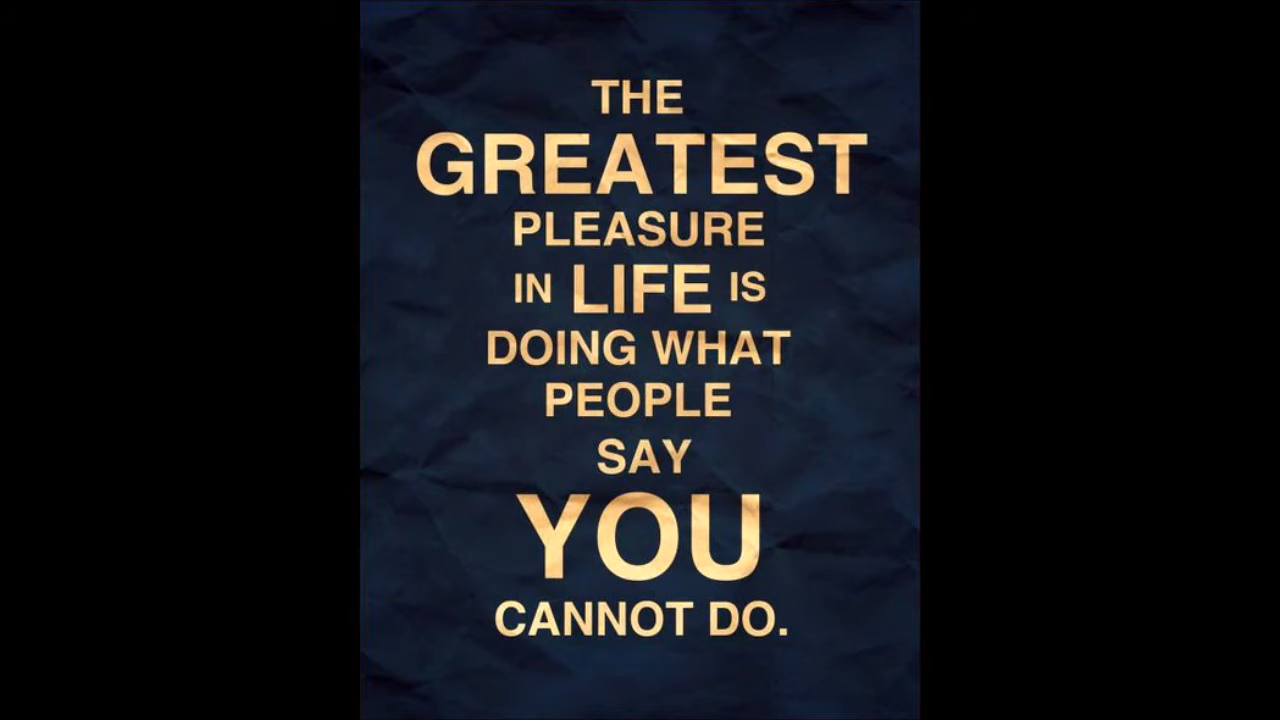 THE
GREATEST
PLEASURE
IN LIFE IS
DOING WHAT
PEOPLE
SAY
YOU
CANNOT DO.